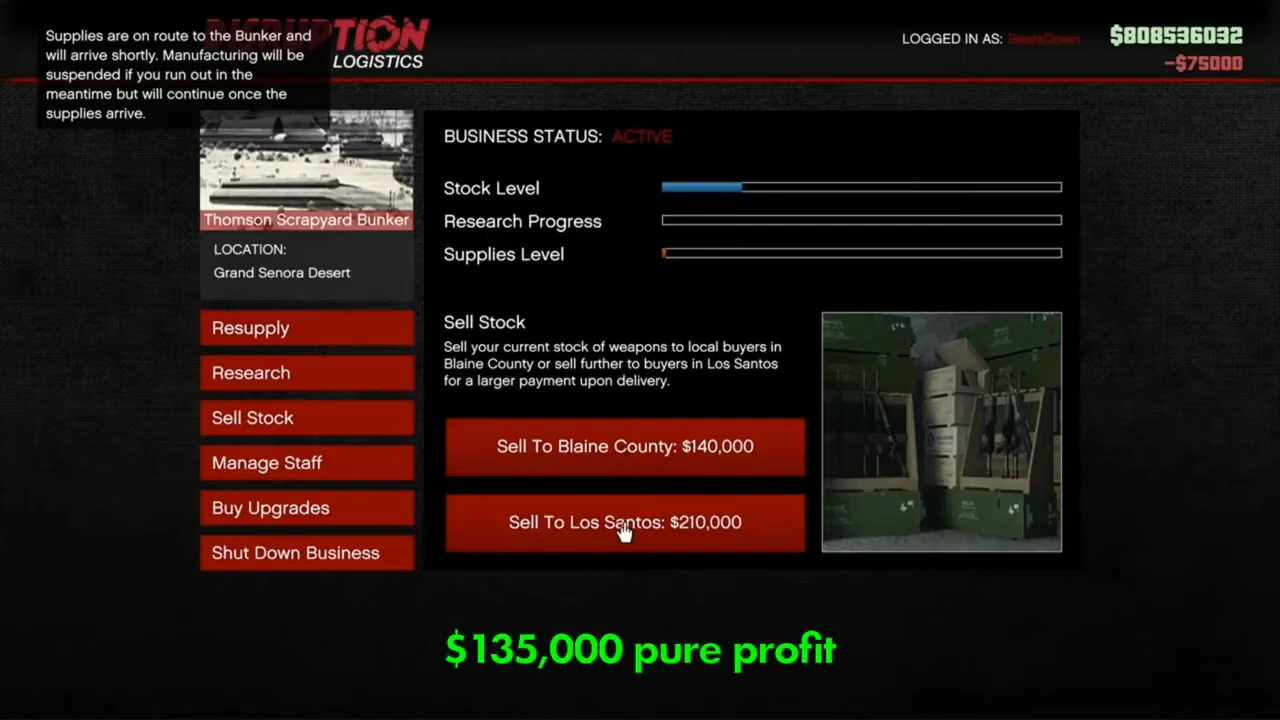 Supplies are on route to the Bunker and
will arrive shortly. Manufacturing will be
suspended if you run out in the
meantime but will continue once the
supplies arrive.
DISRUPTION
LOGISTICS
LOGGED IN AS: BeatsDown
$808536032
-$75000
Thomson Scrapyard Bunker
LOCATION:
Grand Senora Desert
Resupply
Research
Sell Stock
Manage Staff
Buy Upgrades
Shut Down Business
BUSINESS STATUS: ACTIVE
Stock Level
Research Progress
Supplies Level
Sell Stock
Sell your current stock of weapons to local buyers in
Blaine County or sell further to buyers in Los Santos
for a larger payment upon delivery.
Sell To Blaine County: $140,000
Sell To Los Santos: $210,000
$135,000 pure profit